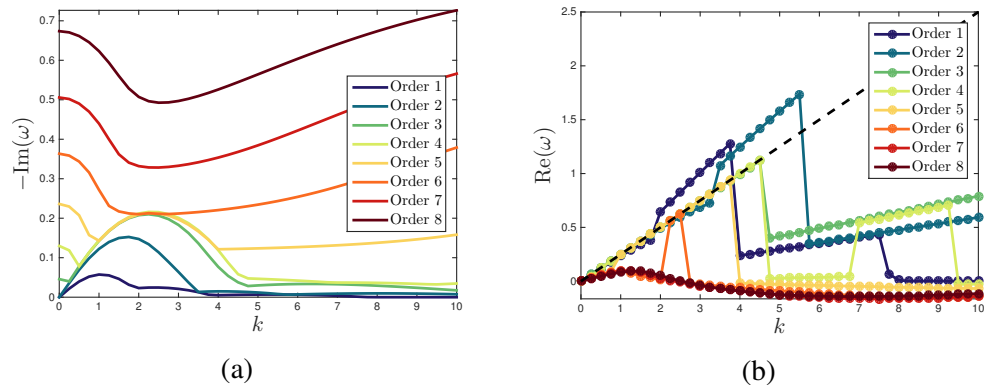 0.7
0.6
0.5
0.4
0.3
0.2
0.1
0
0 1 2 3 4 5 6 7 8 9 10
−Im(ω)
k
Order 1
Order 2
Order 3
Order 4
Order 5
Order 6
Order 7
Order 8
(a)
2.5
2
1.5
1
0.5
0
0 1 2 3 4 5 6 7 8 9 10
Re(ω)
k
Order 1
Order 2
Order 3
Order 4
Order 5
Order 6
Order 7
Order 8
(b)